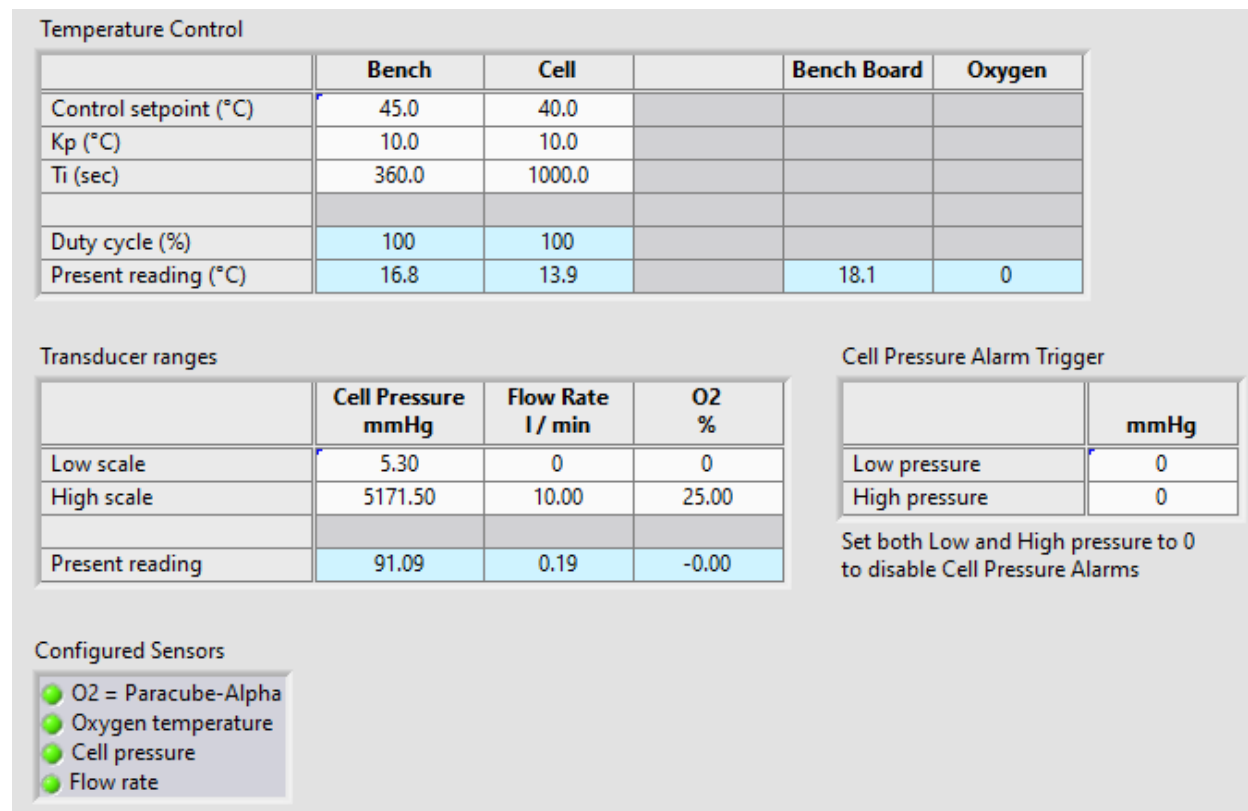 Temperature Control
Bench Cell Bench Board Oxygen
Control setpoint (°C) 45.0 40.0
Kp (°C) 10.0 10.0
Ti (sec) 360.0 1000.0
Duty cycle (%) 100 100
Present reading (°C) 16.8 13.9 18.1 0
Transducer ranges
Cell Pressure Flow Rate O2
mmHg l / min %
Low scale 5.30 0 0
High scale 5171.50 10.00 25.00
Present reading 91.09 0.19 -0.00
Cell Pressure Alarm Trigger
mmHg
Low pressure 0
High pressure 0
Set both Low and High pressure to 0
to disable Cell Pressure Alarms
Configured Sensors
O2 = Paracube-Alpha
Oxygen temperature
Cell pressure
Flow rate